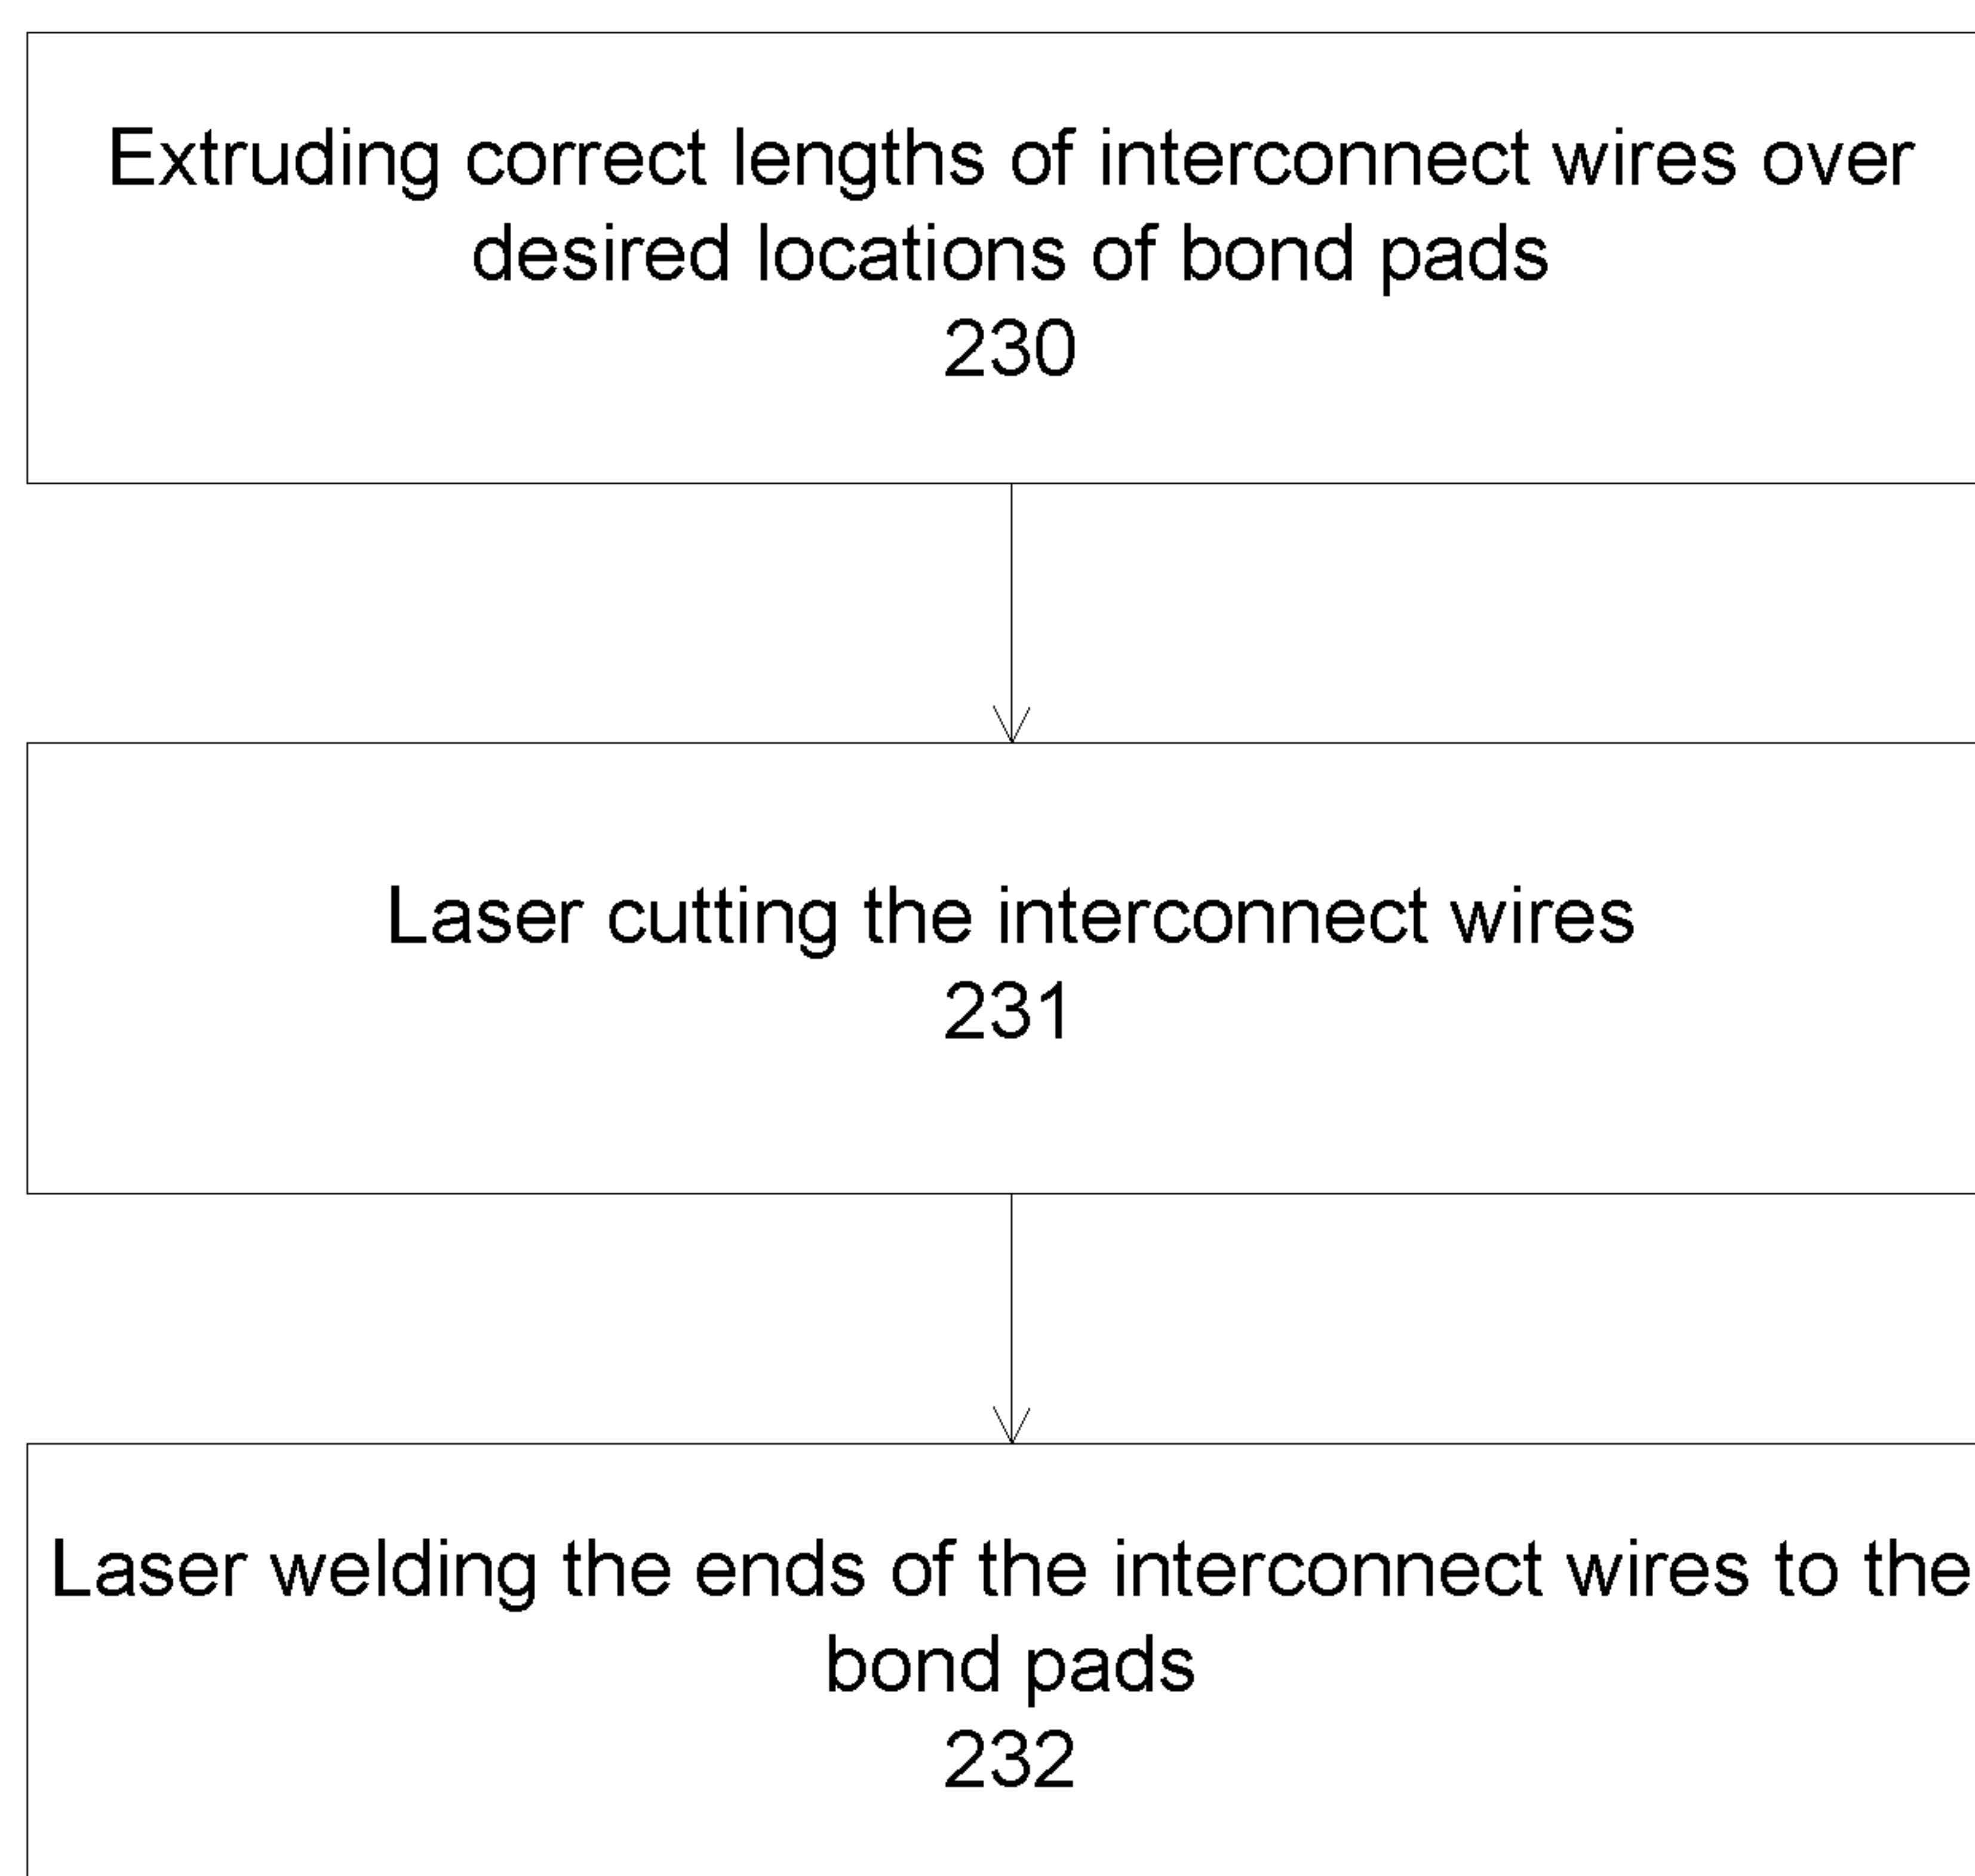 Extruding correct lengths of interconnect wires over
desired locations of bond pads
230
Laser cutting the interconnect wires
231
Laser welding the ends of the interconnect wires to the
bond pads
232